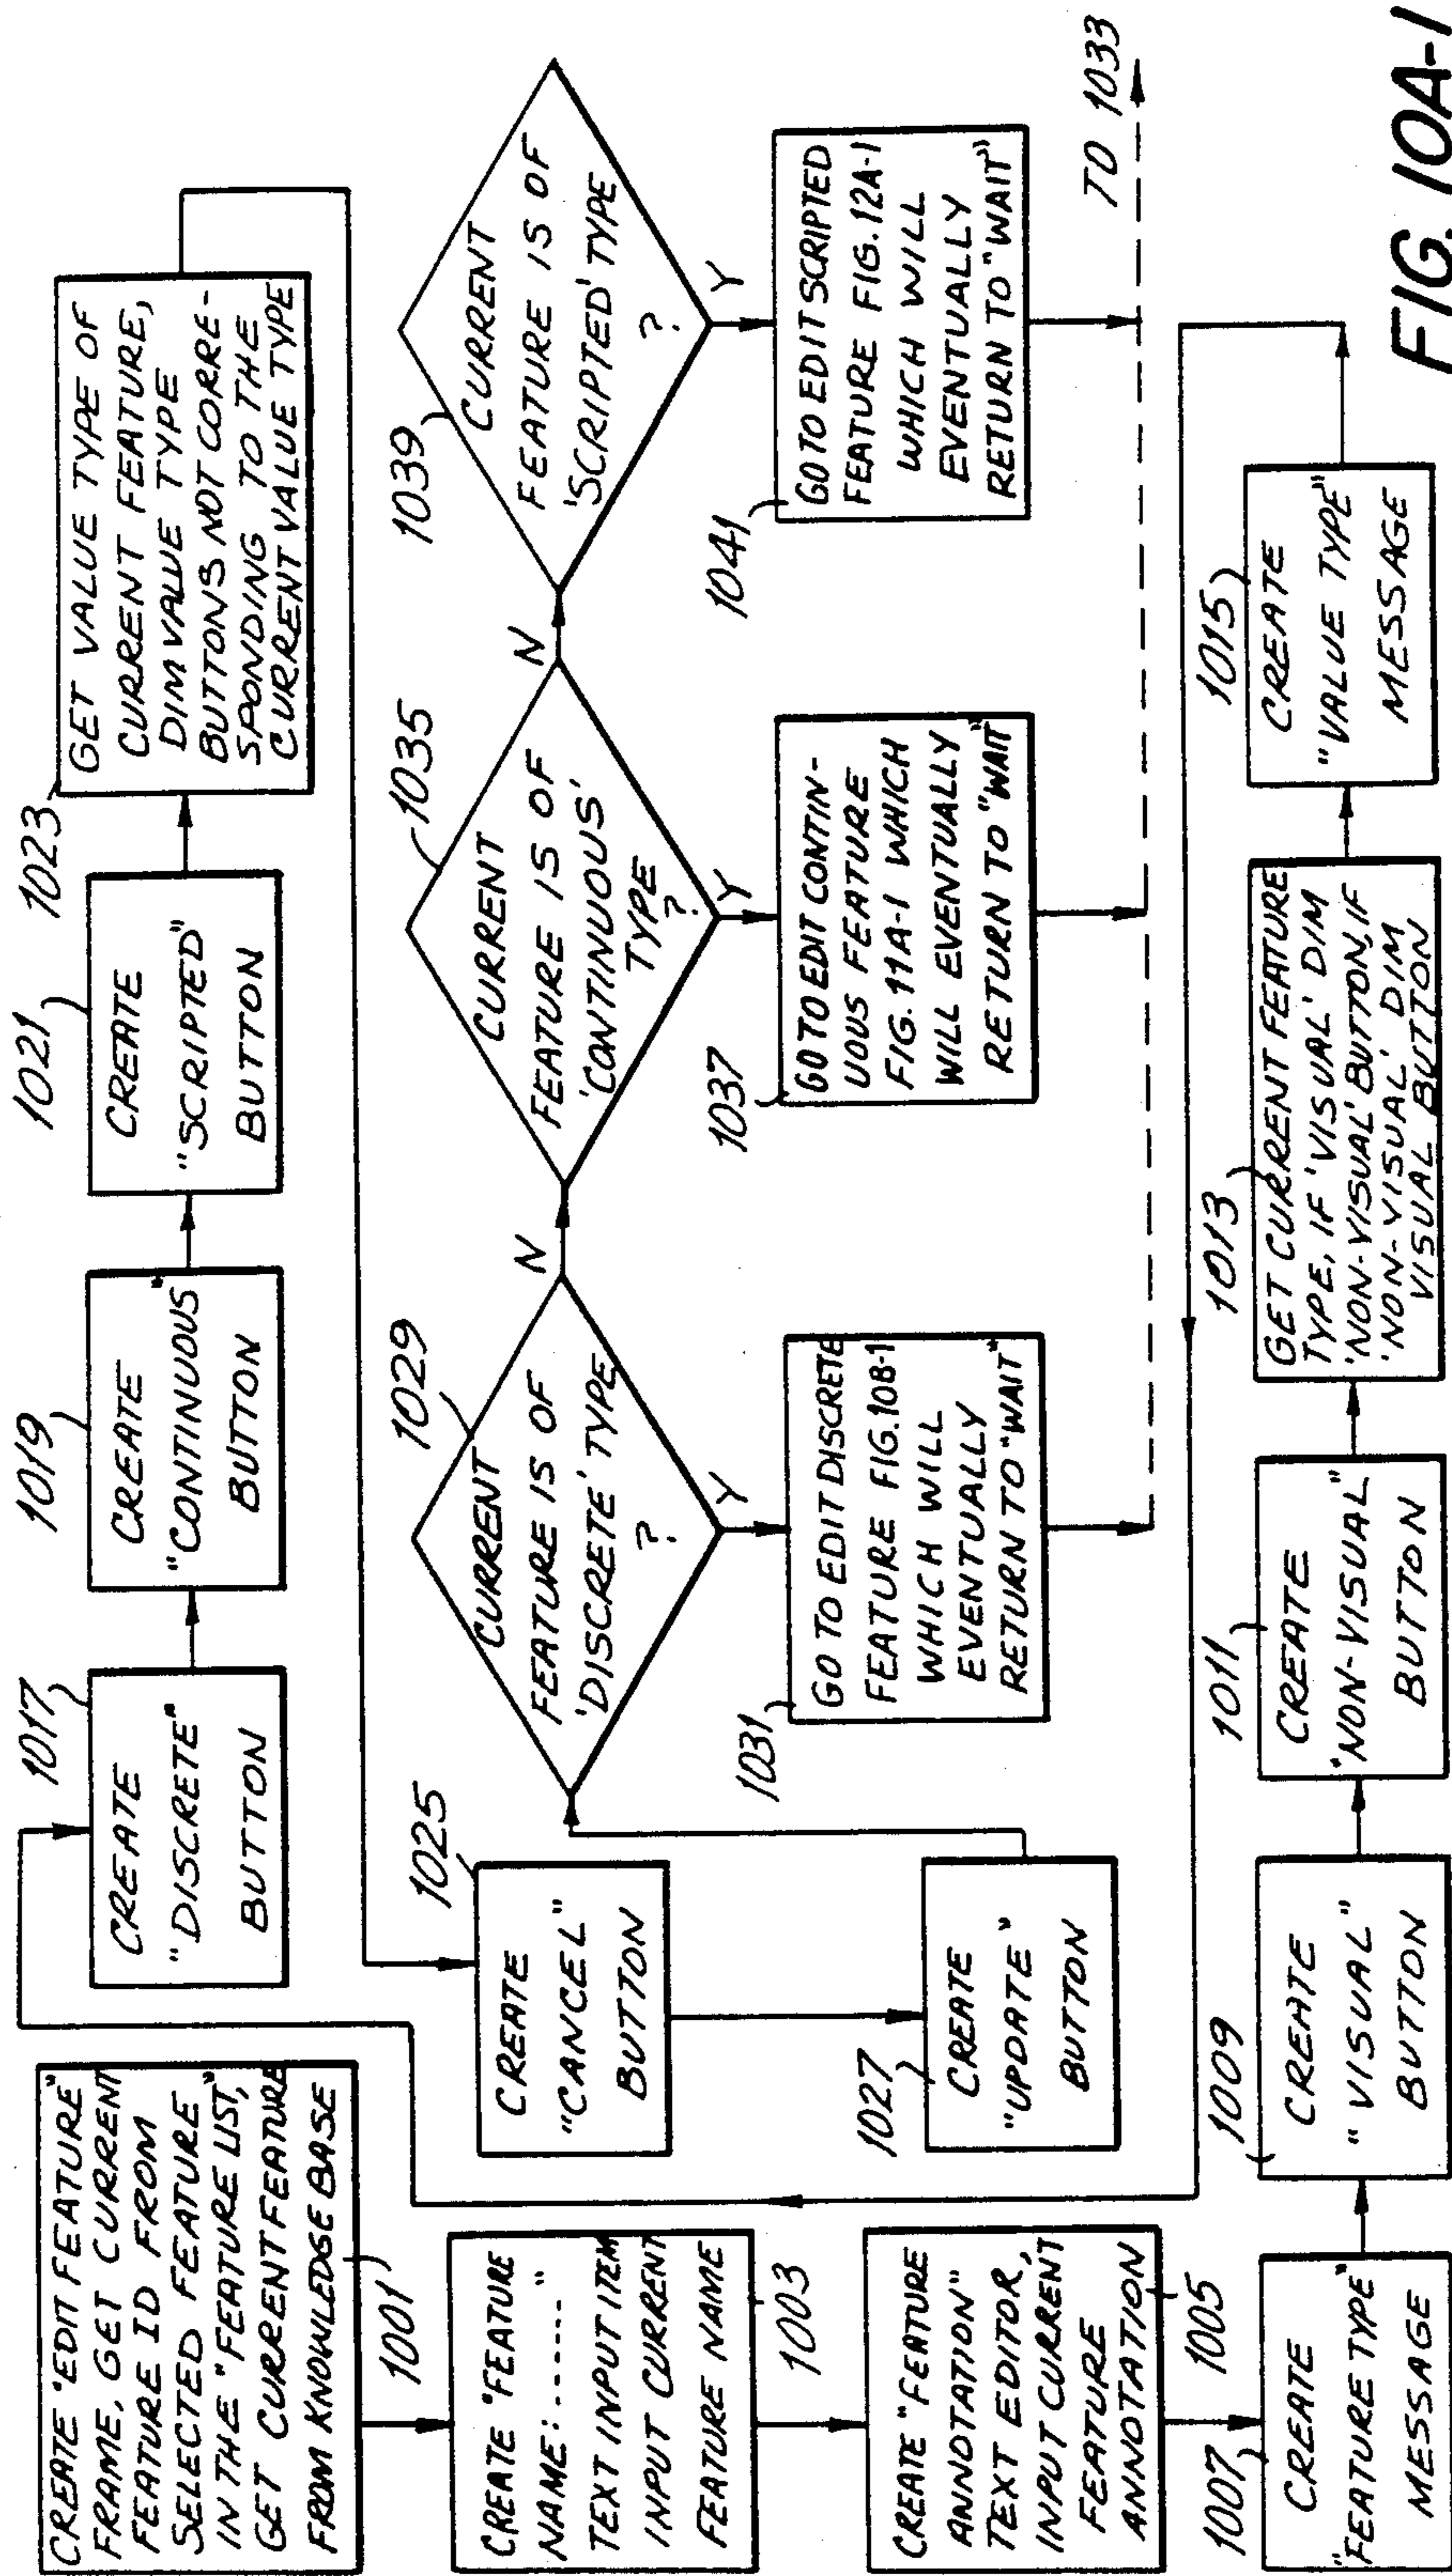 CREATE "EDIT FEATURE"
FRAME, GET CURRENT
FEATURE ID FROM
SELECTED FEATURE
IN THE "FEATURE LIST,"
GET CURRENT FEATURE
FROM KNOWLEDGE BASE
1001
CREATE "FEATURE
NAME:------"
TEXT INPUT ITEM
INPUT CURRENT
FEATURE NAME
1003
CREATE "FEATURE
ANNOTATION"
TEXT EDITOR,
INPUT CURRENT
FEATURE
ANNOTATION
1005
1007
CREATE
"FEATURE TYPE"
MESSAGE
1009
CREATE
"VISUAL"
BUTTON
1011
CREATE
"NON-VISUAL"
BUTTON
1013
GET CURRENT FEATURE
TYPE, IF 'VISUAL' DIM
'NON-VISUAL' BUTTON, IF
'NON-VISUAL' DIM
VISUAL BUTTON
1015
CREATE
"VALUE TYPE"
MESSAGE
1017
CREATE
"DISCRETE"
BUTTON
1019
CREATE
"CONTINUOUS"
BUTTON
1021
CREATE
"SCRIPTED"
BUTTON
1023
GET VALUE TYPE OF
CURRENT FEATURE,
DIM VALUE TYPE
BUTTONS NOT CORRE-
SPONDING TO THE
CURRENT VALUE TYPE
1025
CREATE
"CANCEL"
BUTTON
1027
CREATE
"UPDATE"
BUTTON
1029
CURRENT
FEATURE IS OF
'DISCRETE' TYPE
?
N
Y
1031
GO TO EDIT DISCRETE
FEATURE FIG. 10B-1
WHICH WILL
EVENTUALLY
RETURN TO "WAIT"
1035
CURRENT
FEATURE IS OF
'CONTINUOUS'
TYPE
?
N
Y
1037
GO TO EDIT CONTIN-
UOUS FEATURE
FIG. 11A-1 WHICH
WILL EVENTUALLY
RETURN TO "WAIT"
1039
CURRENT
FEATURE IS OF
'SCRIPTED' TYPE
?
Y
1041
GO TO EDIT SCRIPTED
FEATURE FIG. 12A-1
WHICH WILL
EVENTUALLY
RETURN TO "WAIT"
TO 1033
FIG. 10A-1